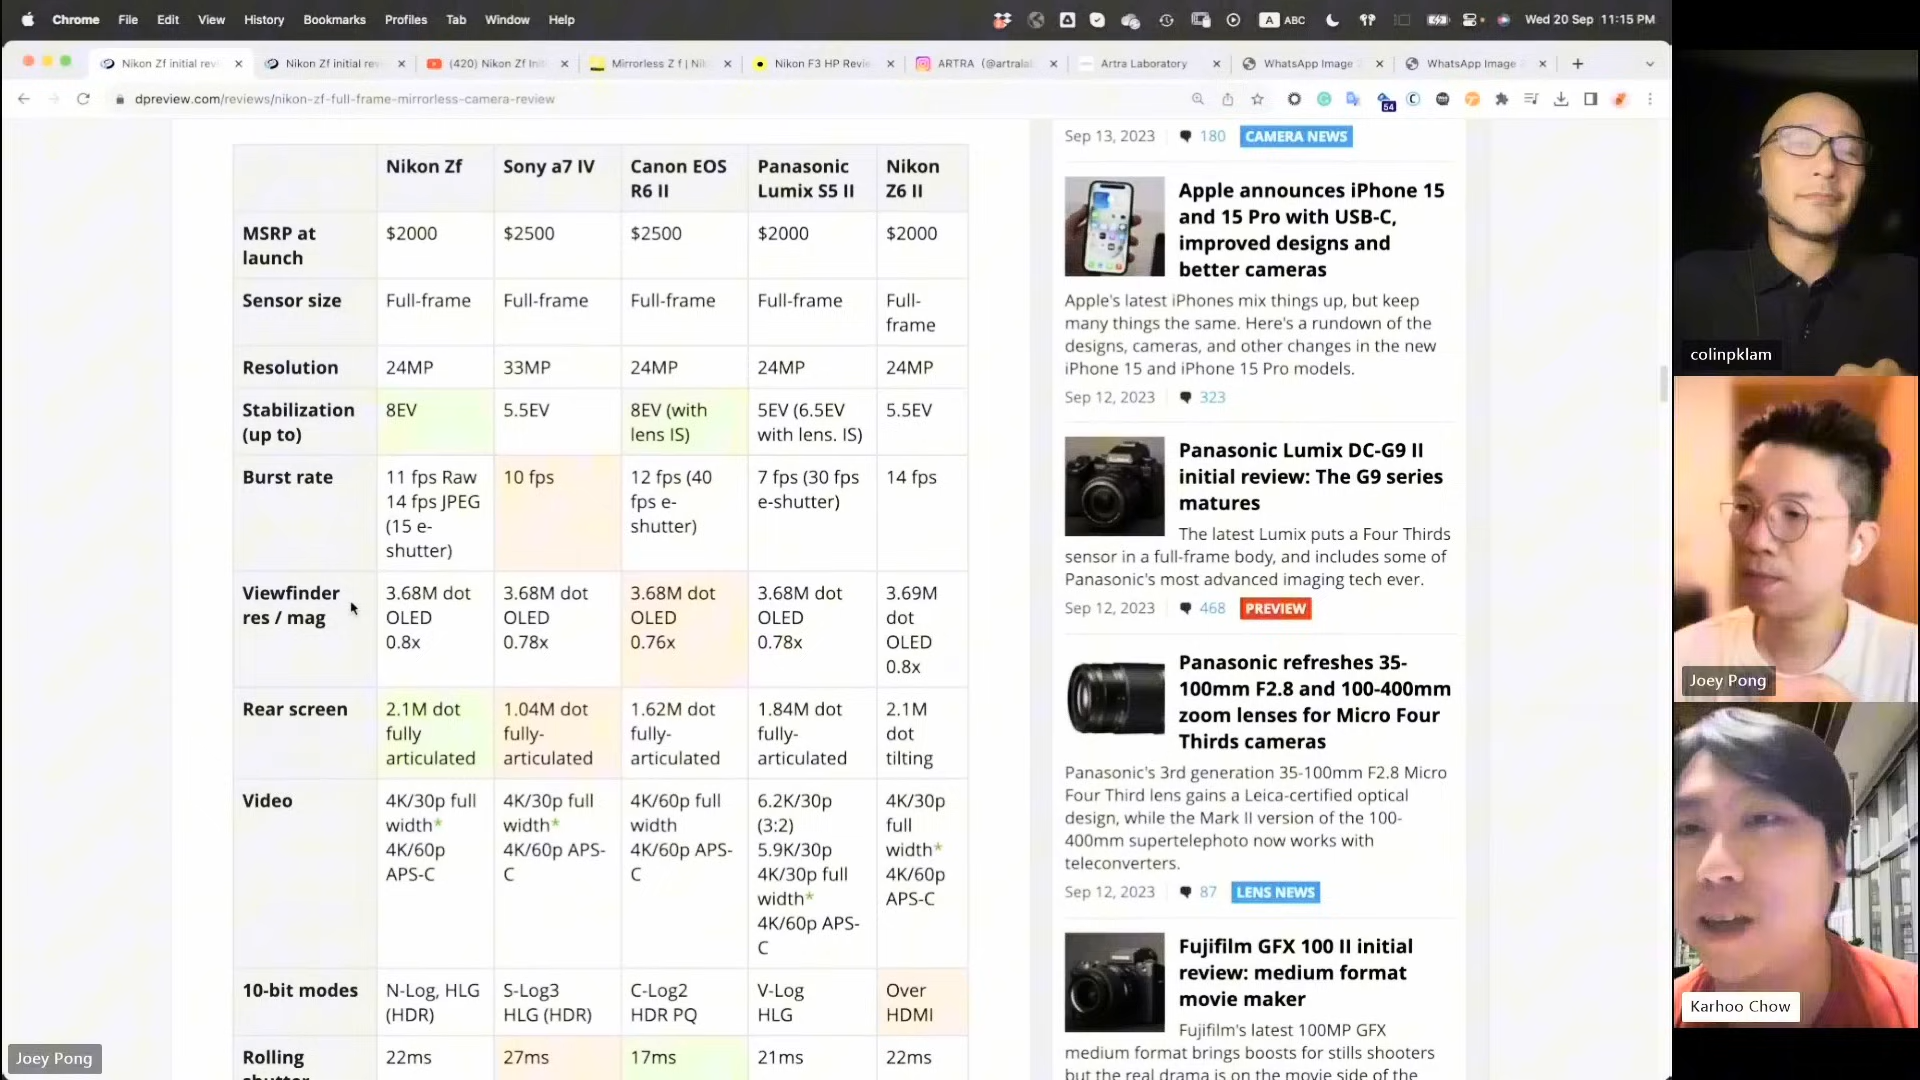 Chrome File Edit View History Bookmarks Profiles Tab Window Help
A ABC Wed 20 Sep 11:15 PM
Nikon Zf initial rev
Nikon Zf initial rev
(420) Nikon Zf Init
Mirrorless Z f | Nik
Nikon F3 HP Revie
ARTRA (@artralal
Artra Laboratory
WhatsApp Image
WhatsApp Image
dpreview.com/reviews/nikon-zf-full-frame-mirrorless-camera-review
54
Nikon Zf
Sony a7 IV
Canon EOS
R6 II
Panasonic
Lumix S5 II
Nikon
Z6 II
MSRP at
launch
$2000
$2500
$2500
$2000
$2000
Sensor size
Full-frame
Full-frame
Full-frame
Full-frame
Full-
frame
Resolution
24MP
33MP
24MP
24MP
24MP
Stabilization
(up to)
8EV
5.5EV
8EV (with
lens IS)
5EV (6.5EV
with lens. IS)
5.5EV
Burst rate
11 fps Raw
14 fps JPEG
(15 e-
shutter)
10 fps
12 fps (40
fps e-
shutter)
7 fps (30 fps
e-shutter)
14 fps
Viewfinder
res / mag
3.68M dot
OLED
0.8x
3.68M dot
OLED
0.78x
3.68M dot
OLED
0.76x
3.68M dot
OLED
0.78x
3.69M
dot
OLED
0.8x
Rear screen
2.1M dot
fully
articulated
1.04M dot
fully-
articulated
1.62M dot
fully-
articulated
1.84M dot
fully-
articulated
2.1M
dot
tilting
Video
4K/30p full
width*
4K/60p
APS-C
4K/30p full
width*
4K/60p APS-
C
4K/60p full
width
4K/60p APS-
C
6.2K/30p
(3:2)
5.9K/30p
4K/30p full
width*
4K/60p APS-
C
4K/30p
full
width*
4K/60p
APS-C
10-bit modes
N-Log, HLG
(HDR)
S-Log3
HLG (HDR)
C-Log2
HDR PQ
V-Log
HLG
Over
HDMI
Rolling
shutter
22ms
27ms
17ms
21ms
22ms
Sep 13, 2023 180 CAMERA NEWS
Apple announces iPhone 15
and 15 Pro with USB-C,
improved designs and
better cameras
Apple's latest iPhones mix things up, but keep
many things the same. Here's a rundown of the
designs, cameras, and other changes in the new
iPhone 15 and iPhone 15 Pro models.
Sep 12, 2023 323
Panasonic Lumix DC-G9 II
initial review: The G9 series
matures
The latest Lumix puts a Four Thirds
sensor in a full-frame body, and includes some of
Panasonic's most advanced imaging tech ever.
Sep 12, 2023 468 PREVIEW
Panasonic refreshes 35-
100mm F2.8 and 100-400mm
zoom lenses for Micro Four
Thirds cameras
Panasonic's 3rd generation 35-100mm F2.8 Micro
Four Third lens gains a Leica-certified optical
design, while the Mark II version of the 100-
400mm supertelephoto now works with
teleconverters.
Sep 12, 2023 87 LENS NEWS
Fujifilm GFX 100 II initial
review: medium format
movie maker
Fujifilm's latest 100MP GFX
medium format brings boosts for stills shooters
but the real drama is on the movie side of the
colinpklam
Joey Pong
Karhoo Chow
Joey Pong